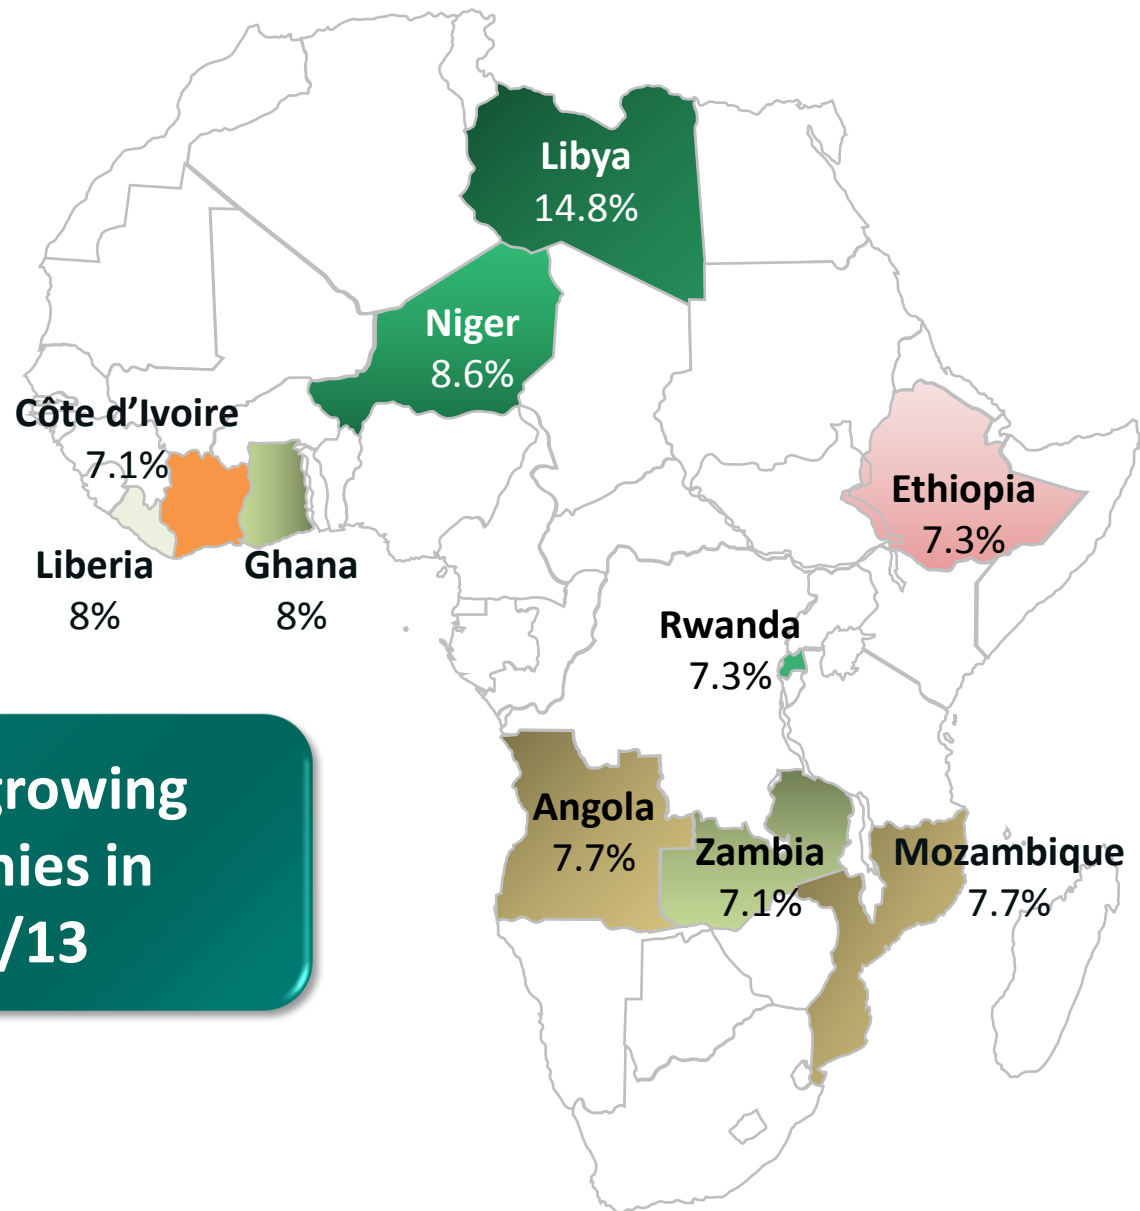 Libya
14.8%
Niger
8.6%
Côte d’Ivoire
7.1%
Liberia
8%
Ghana
8%
Ethiopia
7.3%
Rwanda
7.3%
Angola
7.7%
Zambia
7.1%
Mozambique
7.7%
growing
nies in
/13